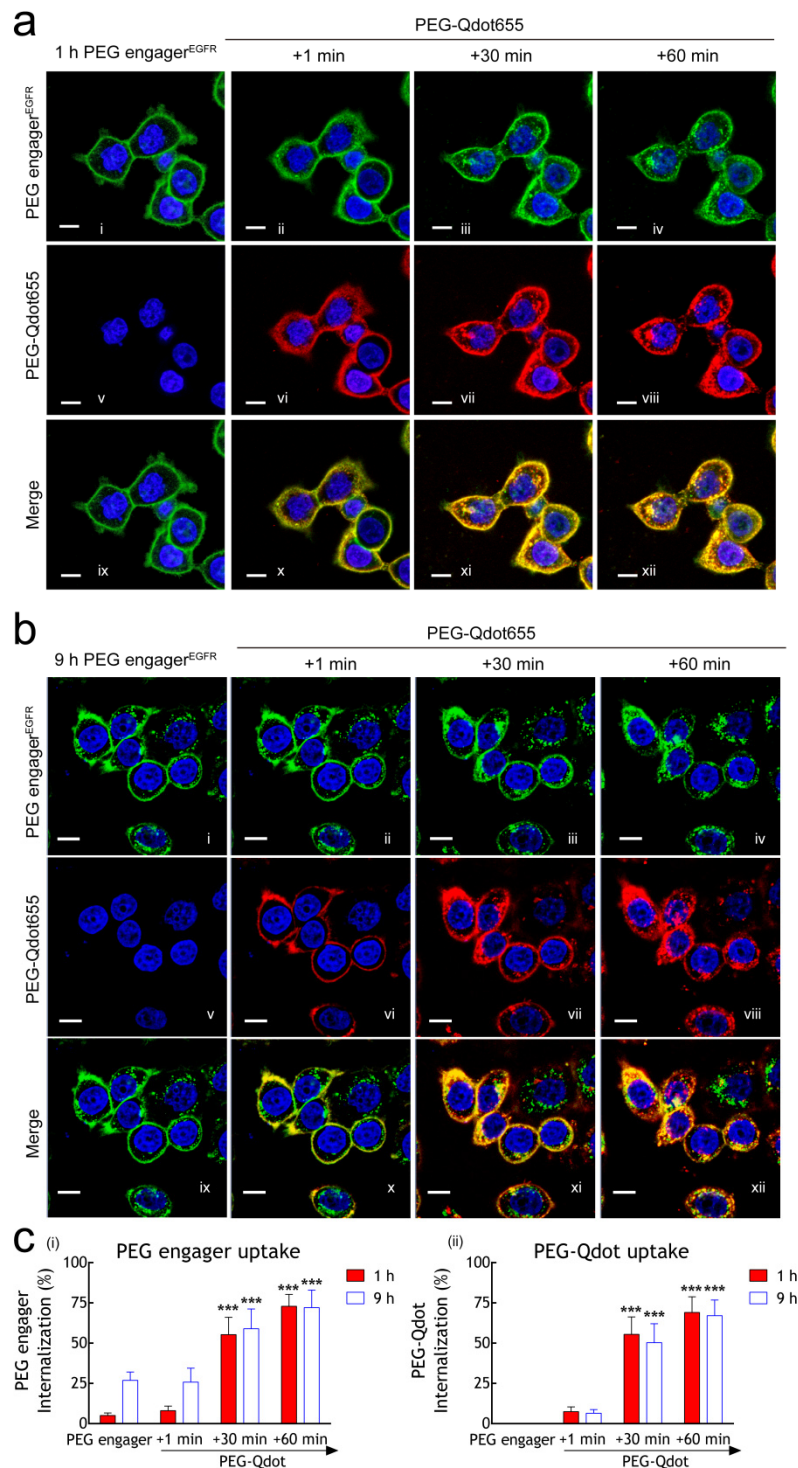 a
PEG-Qdot655
1 h PEG engagerEGFR
+1 min
+30 min
+60 min
PEG engagerEGFR
i
ii
iii
iv
PEG-Qdot655
v
vi
vii
viii
Merge
ix
x
xi
xii
b
PEG-Qdot655
9 h PEG engagerEGFR
+1 min
+30 min
+60 min
PEG engagerEGFR
i
ii
iii
iv
PEG-Qdot655
v
vi
vii
viii
Merge
ix
x
xi
xii
c
(i)
PEG engager uptake
PEG engager
Internalization (%)
100
75
50
25
0
*** *** *** ***
1 h
9 h
PEG engager +1 min +30 min +60 min
PEG-Qdot
(ii)
PEG-Qdot uptake
PEG-Qdot
Internalization (%)
100
75
50
25
0
*** *** *** ***
1 h
9 h
PEG engager +1 min +30 min +60 min
PEG-Qdot